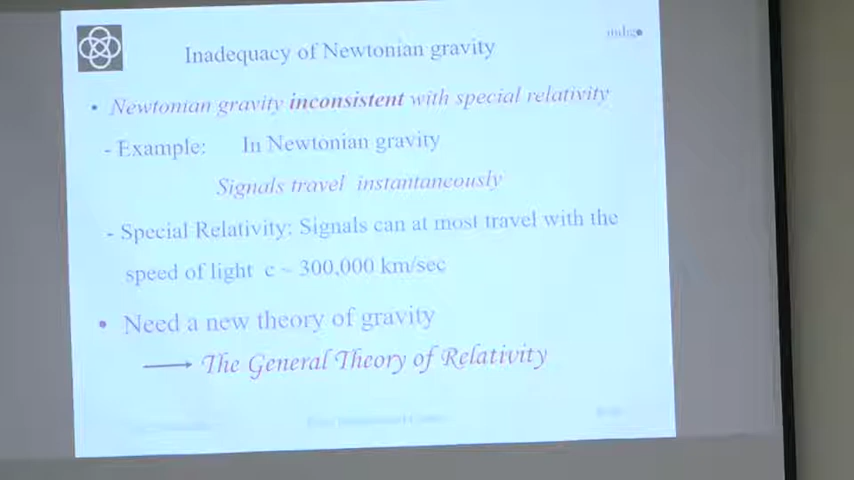 Inadequacy of Newtonian gravity
• Newtonian gravity inconsistent with special relativity
- Example: In Newtonian gravity
Signals travel instantaneously
- Special Relativity: Signals can at most travel with the
speed of light c ~ 300,000 km/sec
• Need a new theory of gravity
→ The General Theory of Relativity